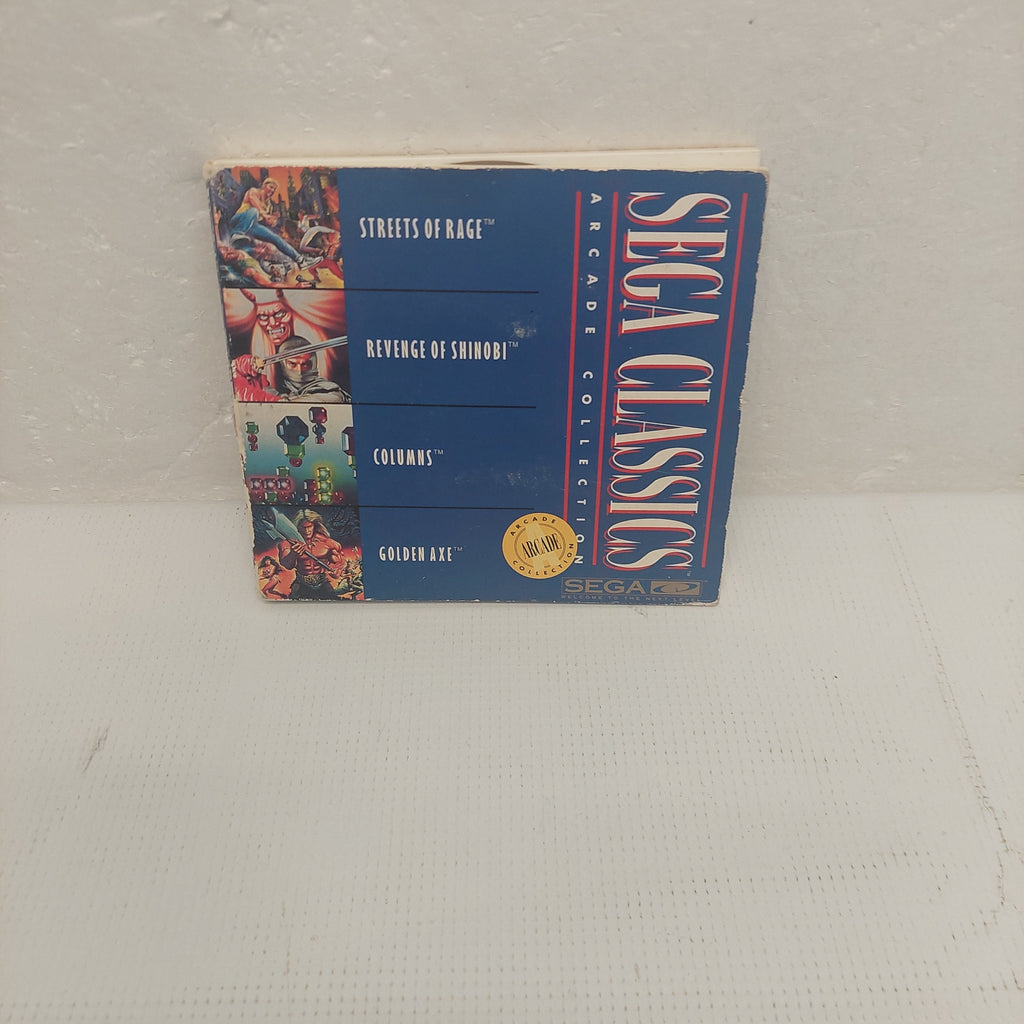 STREETS OF RAGE™
REVENGE OF SHINOBI™
COLUMNS™
GOLDEN AXE™
ARCADE
ARCADE
COLLECTION
ARCADE COLLECTION
SEGA CLASSICS
SEGA
WELCOME TO THE NEXT LEVEL